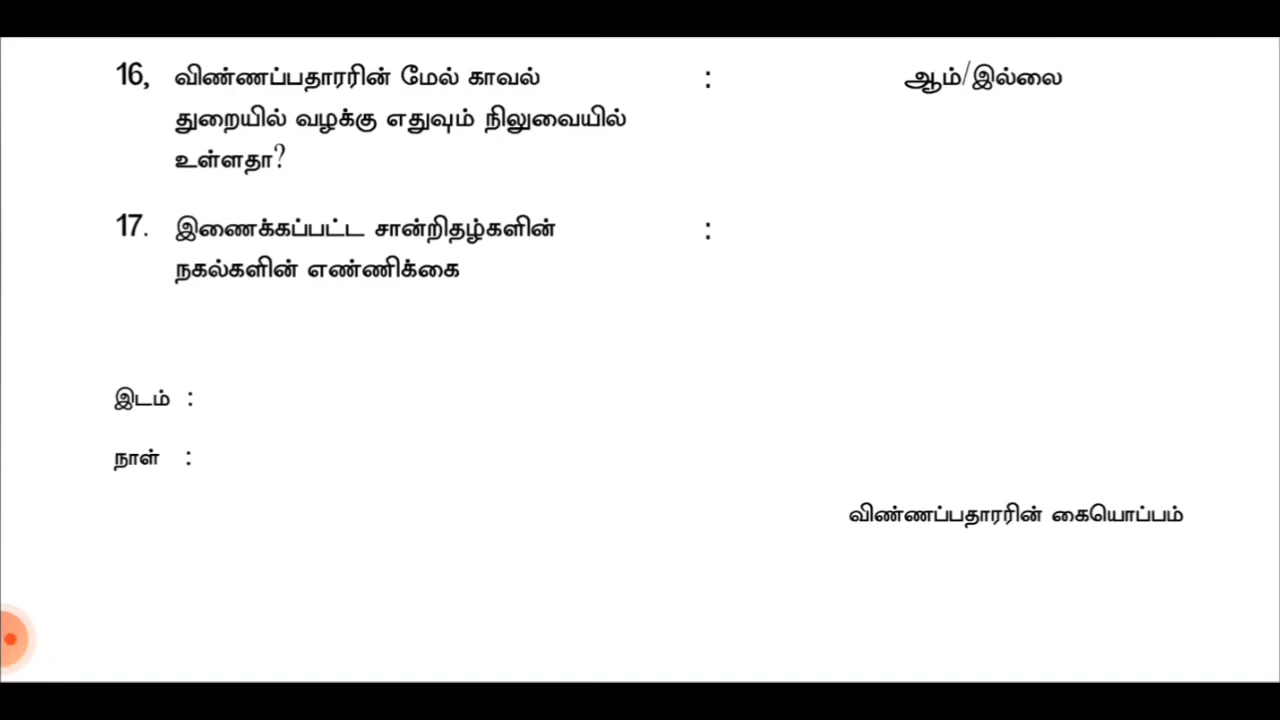 16, விண்ணப்பதாரரின் மேல் காவல் : ஆம்/இல்லை
துறையில் வழக்கு எதுவும் நிலுவையில்
உள்ளதா?
17. இணைக்கப்பட்ட சான்றிதழ்களின் :
நகல்களின் எண்ணிக்கை
இடம் :
நாள் :
விண்ணப்பதாரரின் கையொப்பம்